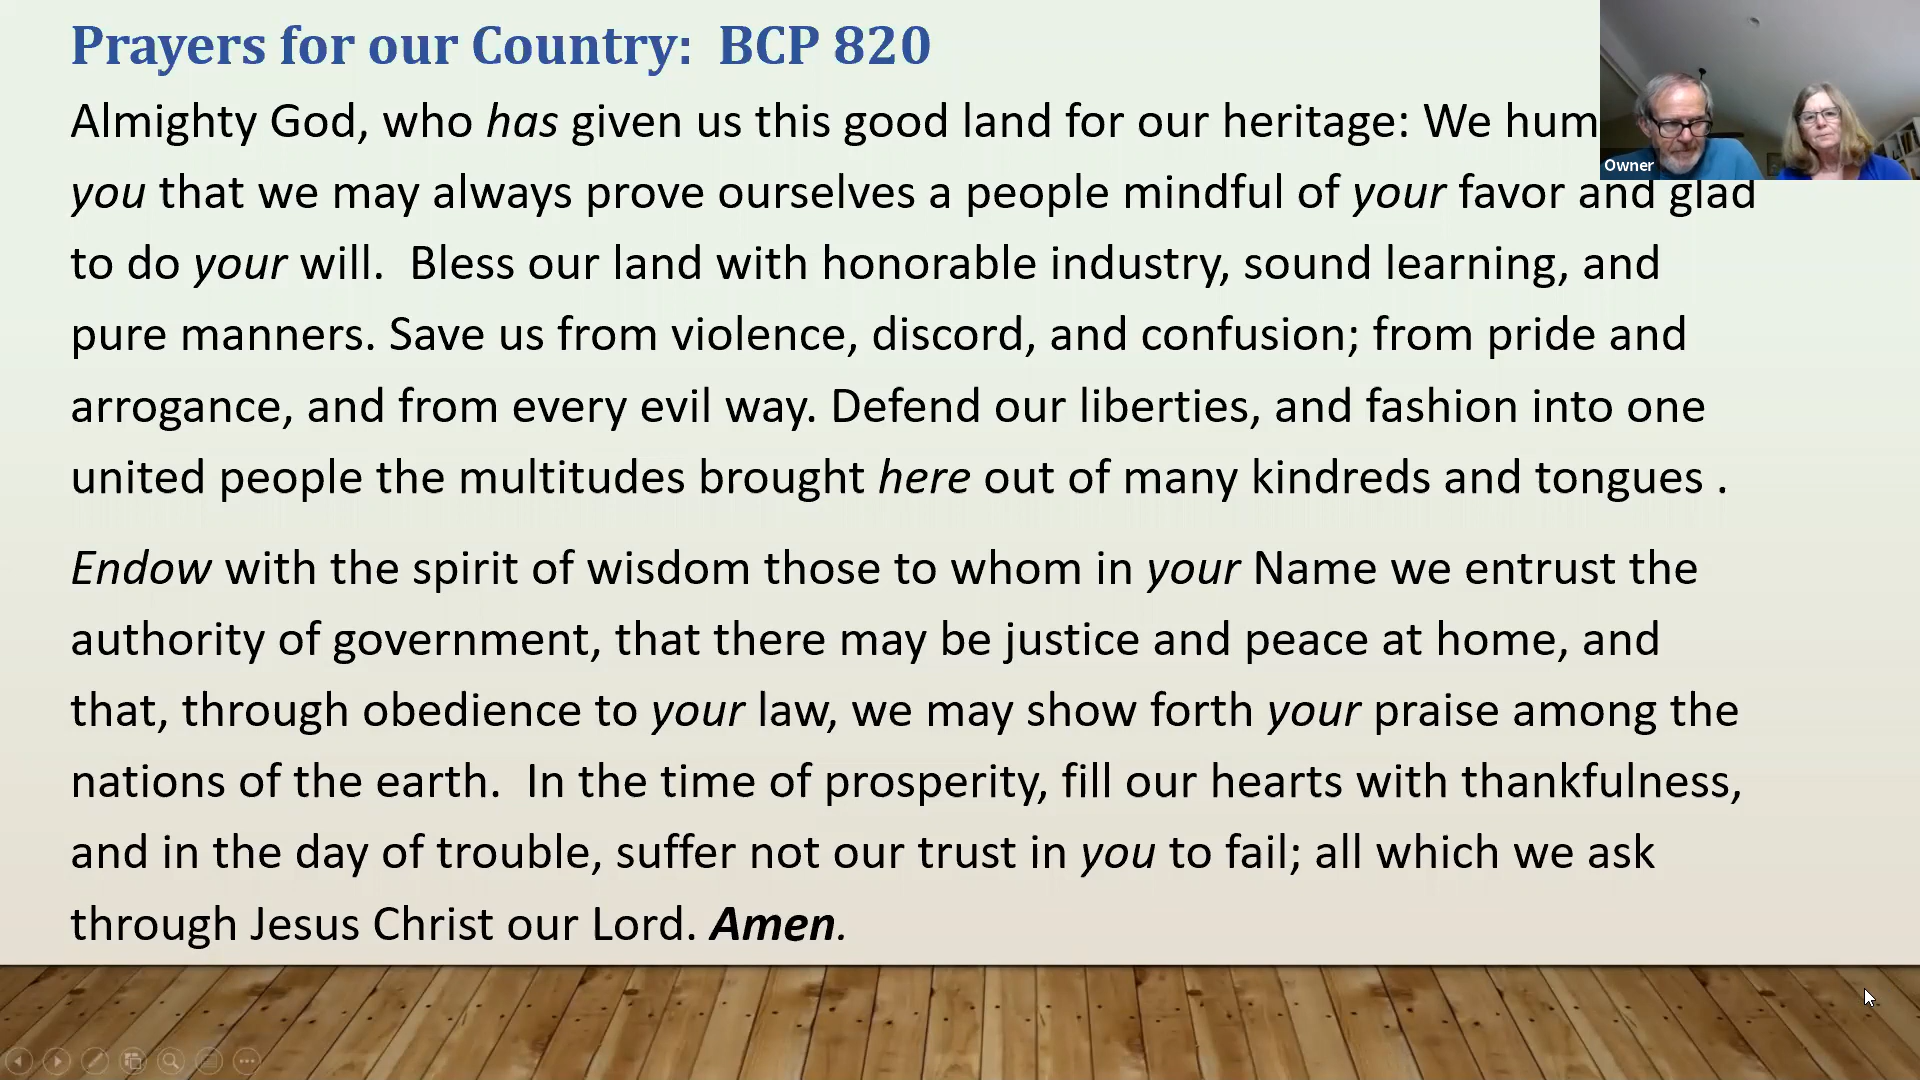 Prayers for our Country: BCP 820
Almighty God, who has given us this good land for our heritage: We hum
you that we may always prove ourselves a people mindful of your favor and glad
to do your will. Bless our land with honorable industry, sound learning, and
pure manners. Save us from violence, discord, and confusion; from pride and
arrogance, and from every evil way. Defend our liberties, and fashion into one
united people the multitudes brought here out of many kindreds and tongues .
Endow with the spirit of wisdom those to whom in your Name we entrust the
authority of government, that there may be justice and peace at home, and
that, through obedience to your law, we may show forth your praise among the
nations of the earth. In the time of prosperity, fill our hearts with thankfulness,
and in the day of trouble, suffer not our trust in you to fail; all which we ask
through Jesus Christ our Lord. Amen.
Owner